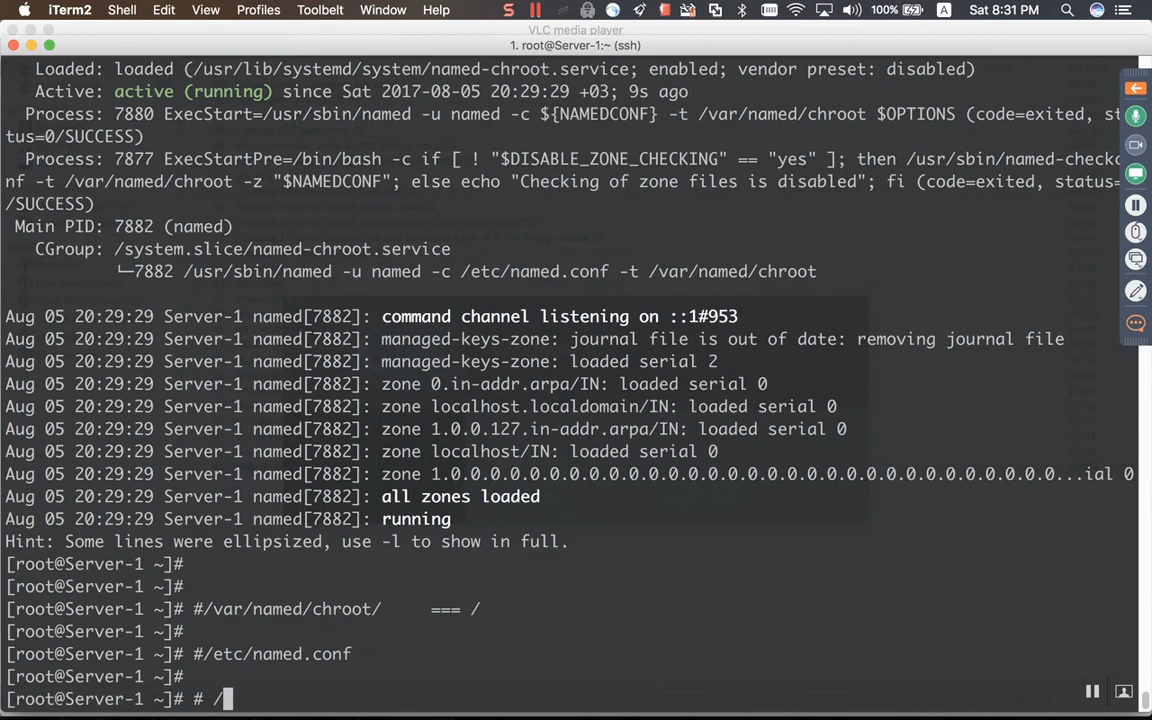 iTerm2 Shell Edit View Profiles Toolbelt Window Help 100% A Sat 8:31 PM
VLC media player
1. root@Server-1:~ (ssh)
Loaded: loaded (/usr/lib/systemd/system/named-chroot.service; enabled; vendor preset: disabled)
Active: active (running) since Sat 2017-08-05 20:29:29 +03; 9s ago
Process: 7880 ExecStart=/usr/sbin/named -u named -c ${NAMEDCONF} -t /var/named/chroot $OPTIONS (code=exited, sta
tus=0/SUCCESS)
Process: 7877 ExecStartPre=/bin/bash -c if [ ! "$DISABLE_ZONE_CHECKING" == "yes" ]; then /usr/sbin/named-checkco
nf -t /var/named/chroot -z "$NAMEDCONF"; else echo "Checking of zone files is disabled"; fi (code=exited, status=
/SUCCESS)
Main PID: 7882 (named)
CGroup: /system.slice/named-chroot.service
└─7882 /usr/sbin/named -u named -c /etc/named.conf -t /var/named/chroot
Aug 05 20:29:29 Server-1 named[7882]: command channel listening on ::1#953
Aug 05 20:29:29 Server-1 named[7882]: managed-keys-zone: journal file is out of date: removing journal file
Aug 05 20:29:29 Server-1 named[7882]: managed-keys-zone: loaded serial 2
Aug 05 20:29:29 Server-1 named[7882]: zone 0.in-addr.arpa/IN: loaded serial 0
Aug 05 20:29:29 Server-1 named[7882]: zone localhost.localdomain/IN: loaded serial 0
Aug 05 20:29:29 Server-1 named[7882]: zone 1.0.0.127.in-addr.arpa/IN: loaded serial 0
Aug 05 20:29:29 Server-1 named[7882]: zone localhost/IN: loaded serial 0
Aug 05 20:29:29 Server-1 named[7882]: zone 1.0.0.0.0.0.0.0.0.0.0.0.0.0.0.0.0.0.0.0.0.0.0.0.0.0.0.0.0.0.0...ial 0
Aug 05 20:29:29 Server-1 named[7882]: all zones loaded
Aug 05 20:29:29 Server-1 named[7882]: running
Hint: Some lines were ellipsized, use -l to show in full.
[root@Server-1 ~]#
[root@Server-1 ~]#
[root@Server-1 ~]# #/var/named/chroot/ === /
[root@Server-1 ~]#
[root@Server-1 ~]# #/etc/named.conf
[root@Server-1 ~]#
[root@Server-1 ~]# # /